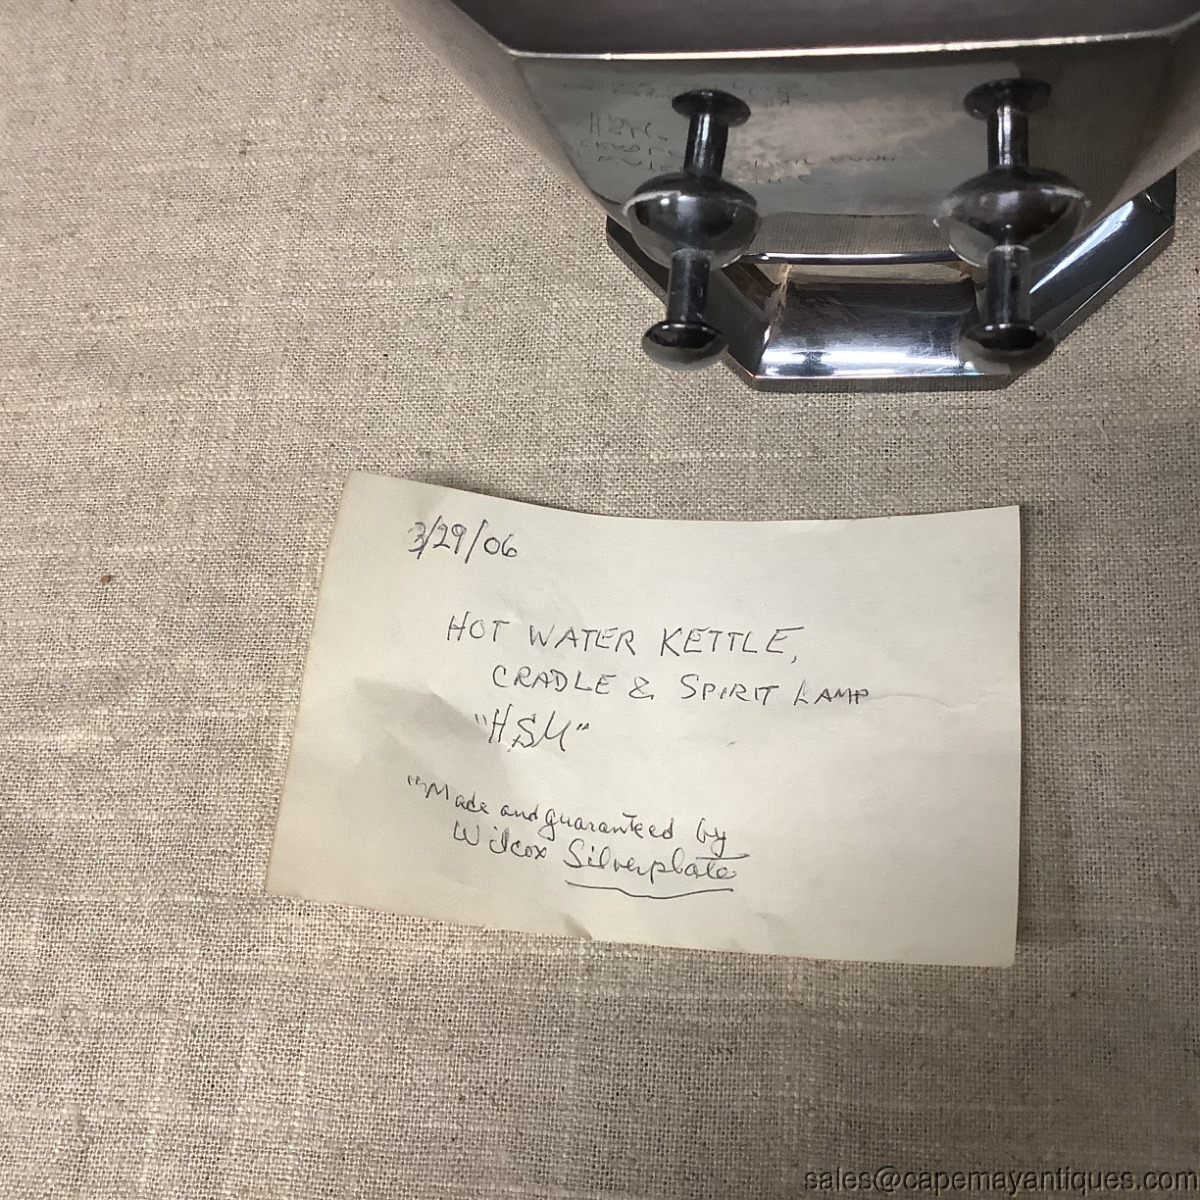 3/29/06
HOT WATER KETTLE,
CRADLE & SPIRIT LAMP
"HSM"
"Made and guaranteed by
Wilcox Silverplate
sales@capemayantiques.com